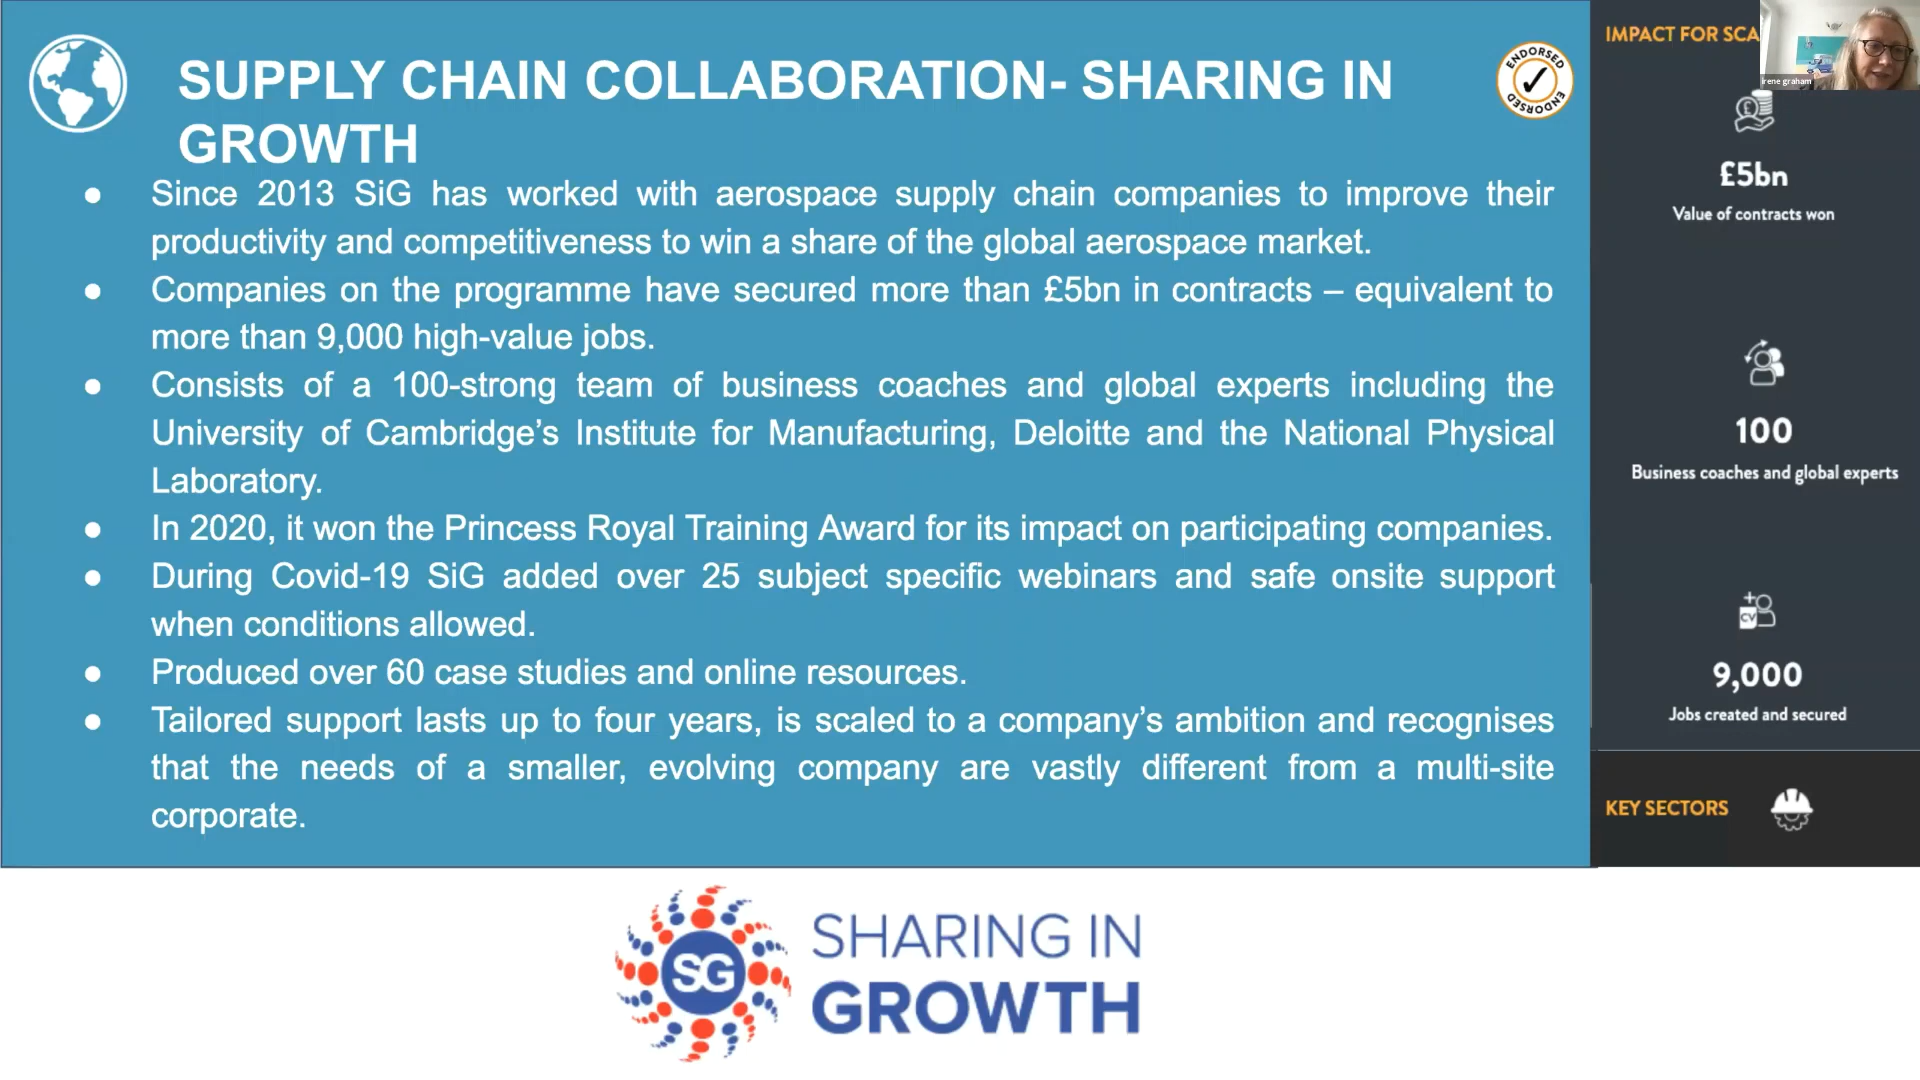 SUPPLY CHAIN COLLABORATION- SHARING IN
GROWTH
ENDORSED
ENDORSED
● Since 2013 SiG has worked with aerospace supply chain companies to improve their
productivity and competitiveness to win a share of the global aerospace market.
● Companies on the programme have secured more than £5bn in contracts – equivalent to
more than 9,000 high-value jobs.
● Consists of a 100-strong team of business coaches and global experts including the
University of Cambridge’s Institute for Manufacturing, Deloitte and the National Physical
Laboratory.
● In 2020, it won the Princess Royal Training Award for its impact on participating companies.
● During Covid-19 SiG added over 25 subject specific webinars and safe onsite support
when conditions allowed.
● Produced over 60 case studies and online resources.
● Tailored support lasts up to four years, is scaled to a company’s ambition and recognises
that the needs of a smaller, evolving company are vastly different from a multi-site
corporate.
IMPACT FOR SCA
irene graham
£
£5bn
Value of contracts won
100
Business coaches and global experts
CV
9,000
Jobs created and secured
KEY SECTORS
SG
SHARING IN
GROWTH